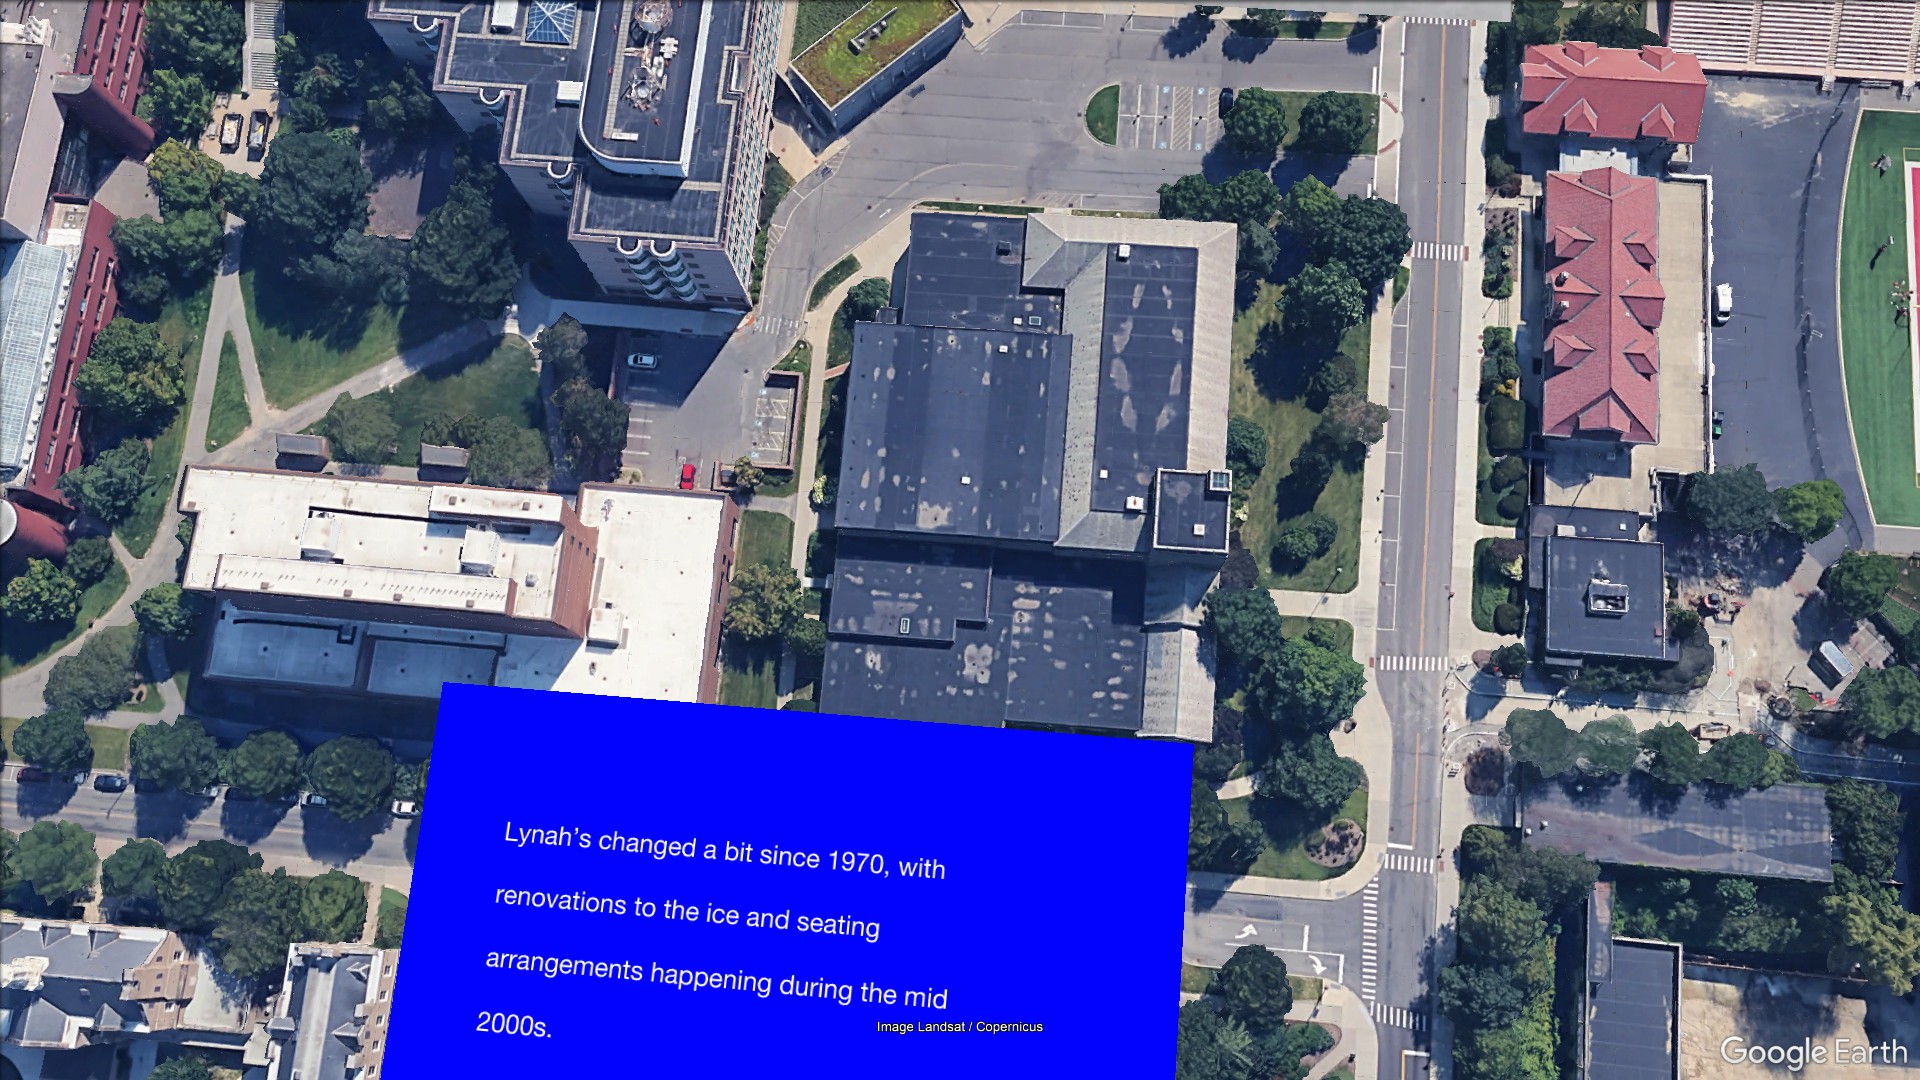 Lynah’s changed a bit since 1970, with
renovations to the ice and seating
arrangements happening during the mid
2000s.
Image Landsat / Copernicus
Google Earth